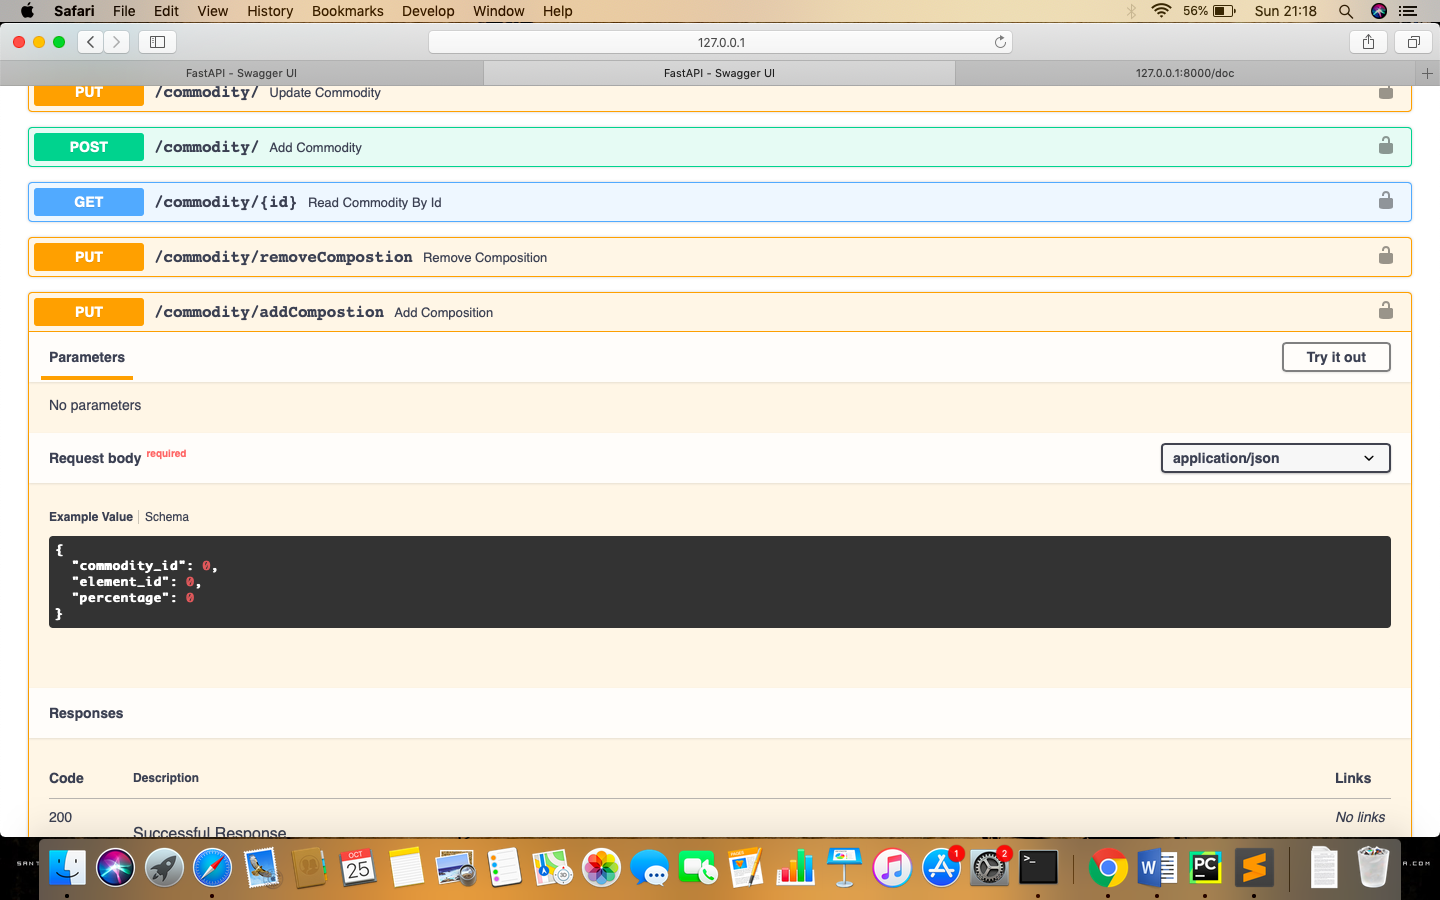 Safari File Edit View History Bookmarks Develop Window Help 56% Sun 21:18
127.0.0.1
FastAPI - Swagger UI FastAPI - Swagger UI 127.0.0.1:8000/doc
PUT /commodity/ Update Commodity
POST /commodity/ Add Commodity
GET /commodity/{id} Read Commodity By Id
PUT /commodity/removeCompostion Remove Composition
PUT /commodity/addCompostion Add Composition
Parameters Try it out
No parameters
Request body required application/json
Example Value Schema
{
"commodity_id": 0,
"element_id": 0,
"percentage": 0
}
Responses
Code Description Links
200 Successful Response No links
OCT
25
1
2
PC